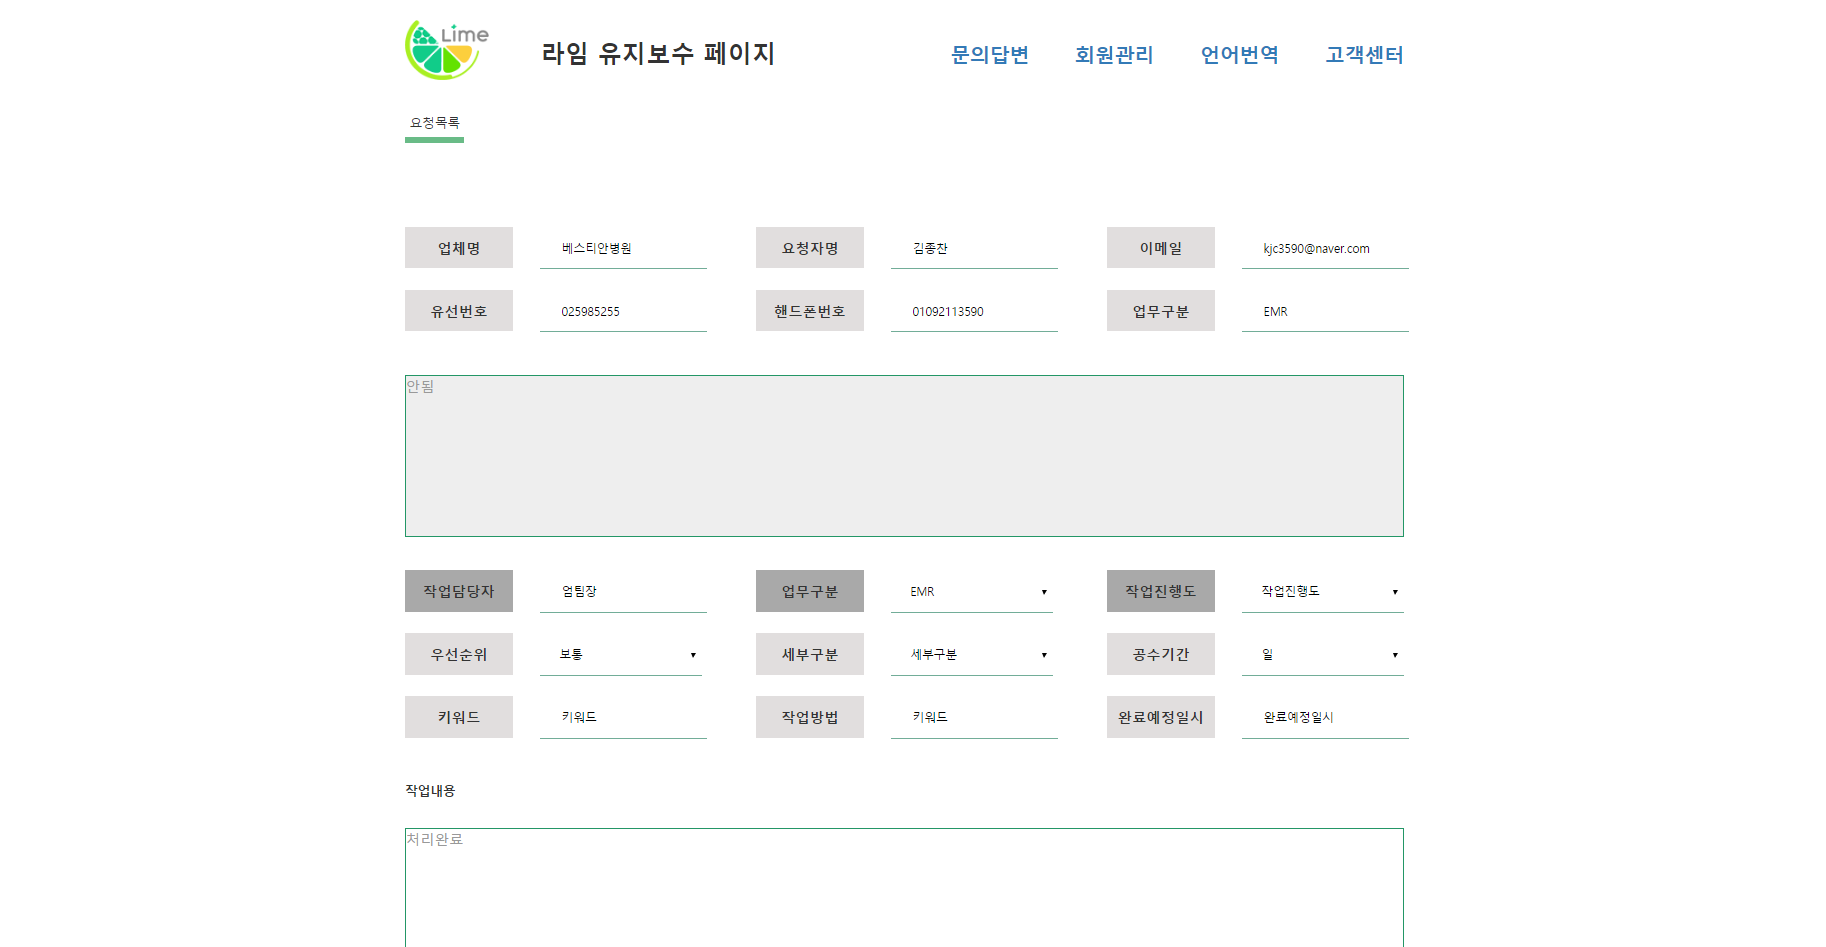 Lime
라임 유지보수 페이지
문의답변 회원관리 언어번역 고객센터
요청목록
업체명 베스티안병원 요청자명 김종찬 이메일 kjc3590@naver.com
유선번호 025985255 핸드폰번호 01092113590 업무구분 EMR
안됨
작업담당자 엄팀장 업무구분 EMR 작업진행도 작업진행도
우선순위 보통 세부구분 세부구분 공수기간 일
키워드 키워드 작업방법 키워드 완료예정일시 완료예정일시
작업내용
처리완료